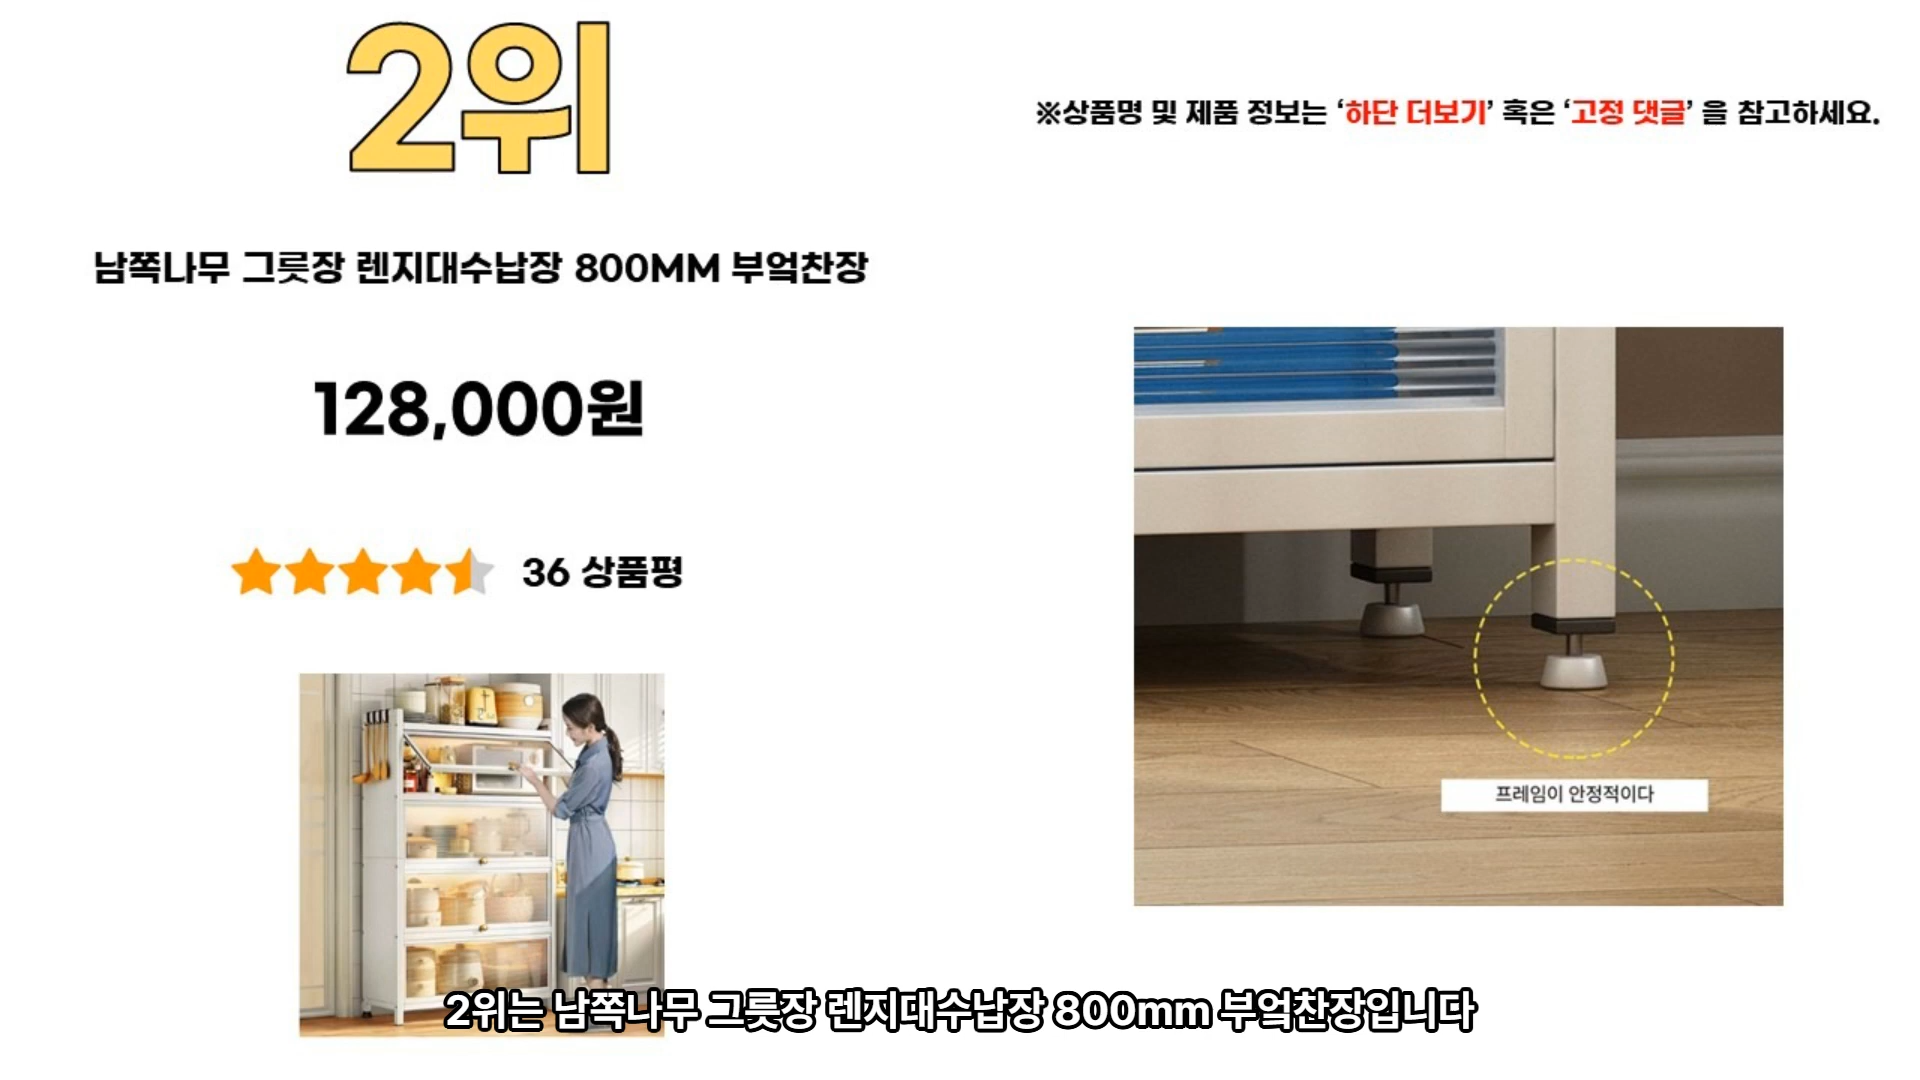 2위
※상품명 및 제품 정보는 ‘하단 더보기’ 혹은 ‘고정 댓글’ 을 참고하세요.
남쪽나무 그릇장 렌지대수납장 800MM 부엌찬장
128,000원
36 상품평
프레임이 안정적이다
2위는 남쪽나무 그릇장 렌지대수납장 800mm 부엌찬장입니다